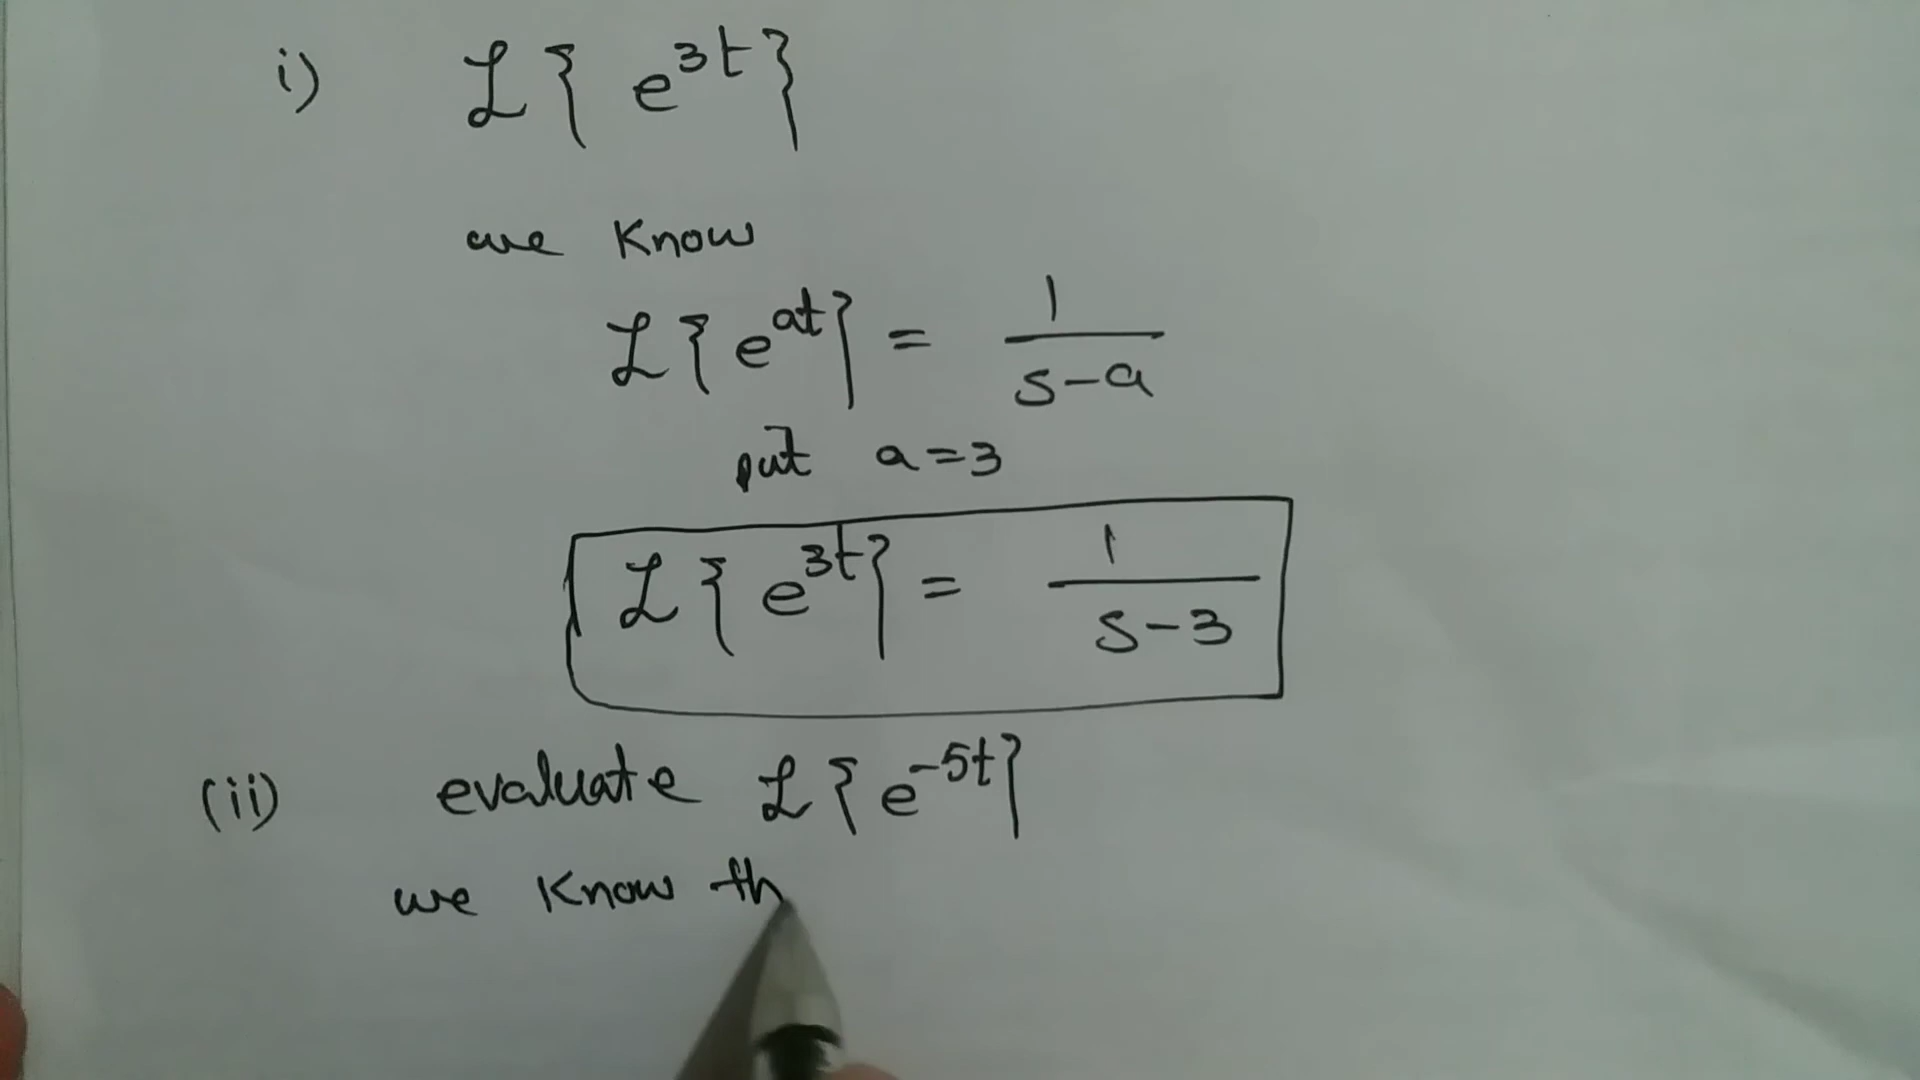 i) ℒ{e^{3t}}
we Know
ℒ{e^{at}} = 1/(s-a)
put a=3
ℒ{e^{3t}} = 1/(s-3)
(ii) evaluate ℒ{e^{-5t}}
we Know th